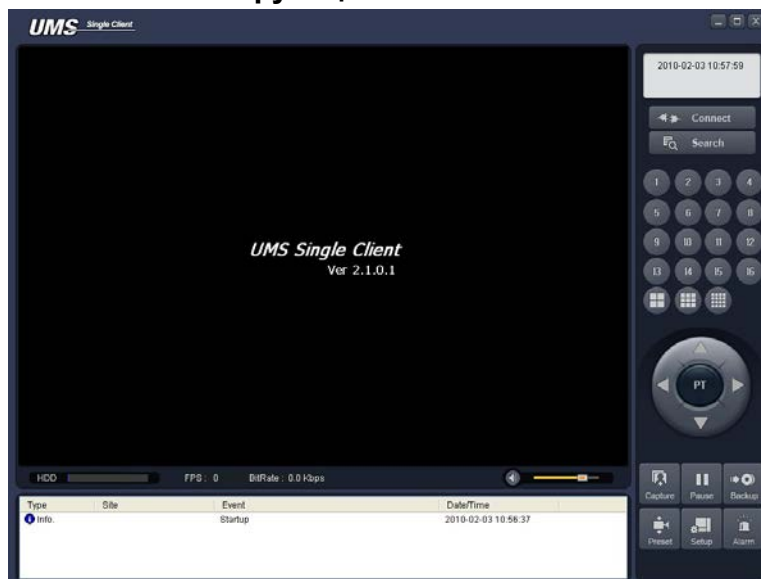 UMS Single Client
2010-02-03 10:57:59
Connect
Search
1 2 3 4
5 6 7 8
9 10 11 12
13 14 15 16
UMS Single Client
Ver 2.1.0.1
PT
HDD FPS : 0 BitRate : 0.0 Kbps
Capture Pause Backup
Preset Setup Alarm
Type Site Event Date/Time
Info. Startup 2010-02-03 10:56:37